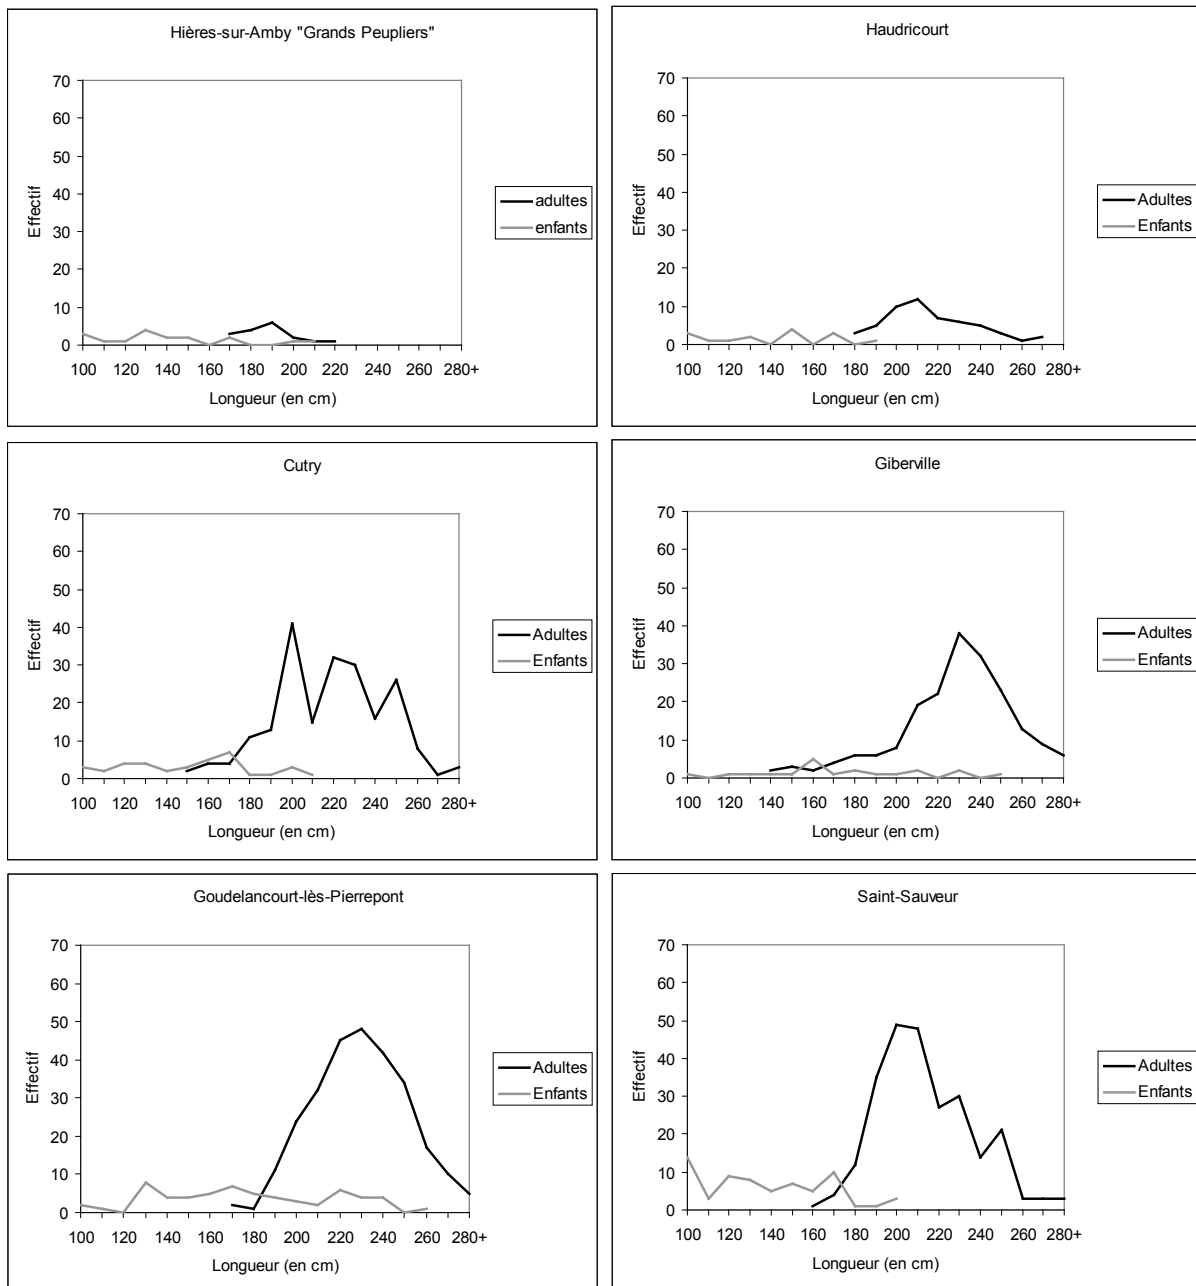 Hières-sur-Amby "Grands Peupliers"
70
60
50
40
30
20
10
0
Effectif
100 120 140 160 180 200 220 240 260 280+
Longueur (en cm)
adultes
enfants
Haudricourt
70
60
50
40
30
20
10
0
Effectif
100 120 140 160 180 200 220 240 260 280+
Longueur (en cm)
Adultes
Enfants
Cutry
70
60
50
40
30
20
10
0
Effectif
100 120 140 160 180 200 220 240 260 280+
Longueur (en cm)
Adultes
Enfants
Giberville
70
60
50
40
30
20
10
0
Effectif
100 120 140 160 180 200 220 240 260 280+
Longueur (en cm)
Adultes
Enfants
Goudelancourt-lès-Pierrepont
70
60
50
40
30
20
10
0
Effectif
100 120 140 160 180 200 220 240 260 280+
Longueur (en cm)
Adultes
Enfants
Saint-Sauveur
70
60
50
40
30
20
10
0
Effectif
100 120 140 160 180 200 220 240 260 280+
Longueur (en cm)
Adultes
Enfants